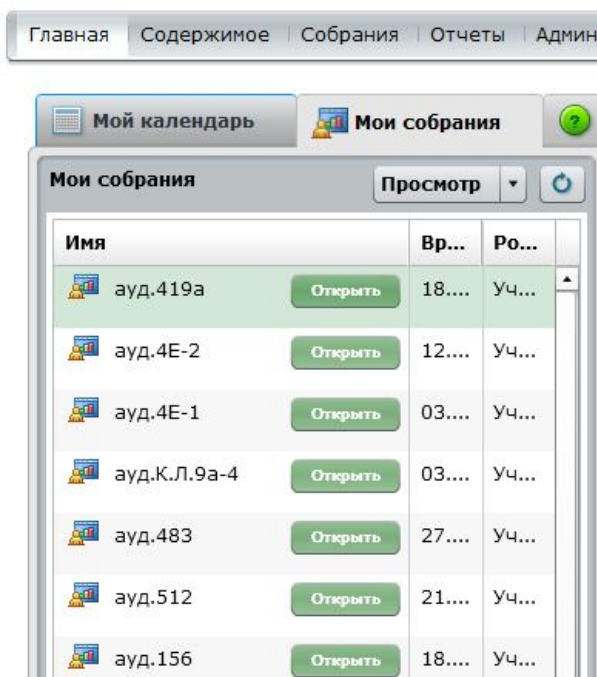 Главная Содержимое Собрания Отчеты Админ
Мой календарь Мои собрания ?
Мои собрания Просмотр
Имя Вр... Ро...
ауд.419а Открыть 18.... Уч...
ауд.4Е-2 Открыть 12.... Уч...
ауд.4Е-1 Открыть 03.... Уч...
ауд.К.Л.9а-4 Открыть 03.... Уч...
ауд.483 Открыть 27.... Уч...
ауд.512 Открыть 21.... Уч...
ауд.156 Открыть 18.... Уч...